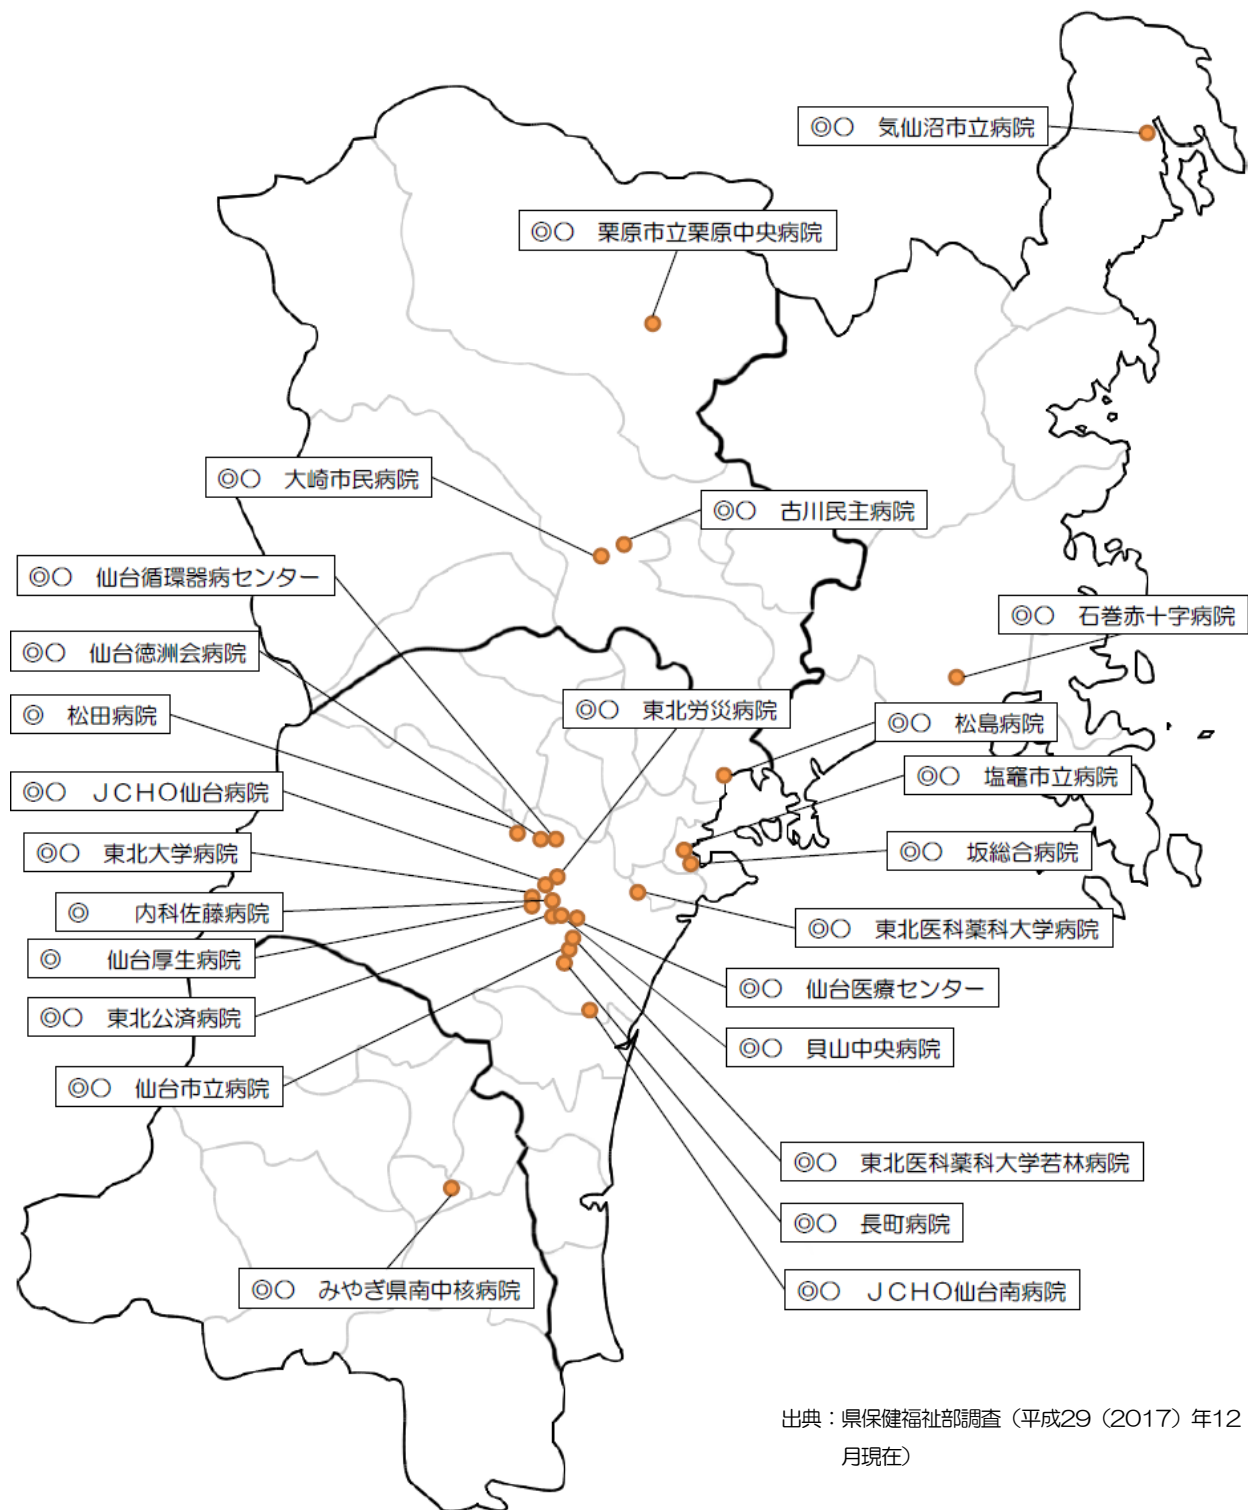 ◎○ 気仙沼市立病院
◎○ 栗原市立栗原中央病院
◎○ 大崎市民病院
◎○ 古川民主病院
◎○ 仙台循環器病センター
◎○ 石巻赤十字病院
◎○ 仙台徳洲会病院
◎ 松田病院
◎○ 東北労災病院
◎○ 松島病院
◎○ 塩竈市立病院
◎○ JCHO仙台病院
◎○ 東北大学病院
◎○ 坂総合病院
◎ 内科佐藤病院
◎○ 東北医科薬科大学病院
◎ 仙台厚生病院
◎○ 仙台医療センター
◎○ 東北公済病院
◎○ 貝山中央病院
◎○ 仙台市立病院
◎○ 東北医科薬科大学若林病院
◎○ 長町病院
◎○ みやぎ県南中核病院
◎○ JCHO仙台南病院
出典：県保健福祉部調査（平成29（2017）年12
月現在）